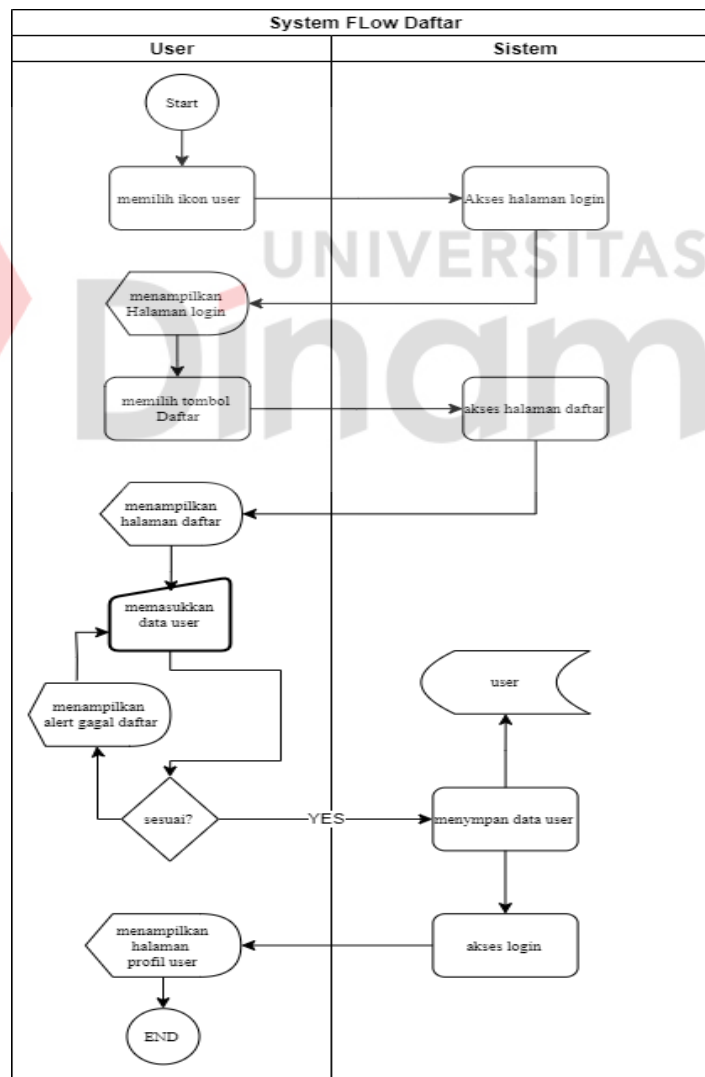 System FLow Daftar
User
Sistem
Start
memilih ikon user
Akses halaman login
UNIVERSITAS
Dinam
menampilkan
Halaman login
memilih tombol
Daftar
akses halaman daftar
menampilkan
halaman daftar
memasukkan
data user
user
menampilkan
alert gagal daftar
sesuai?
YES
menympan data user
menampilkan
halaman
profil user
akses login
END